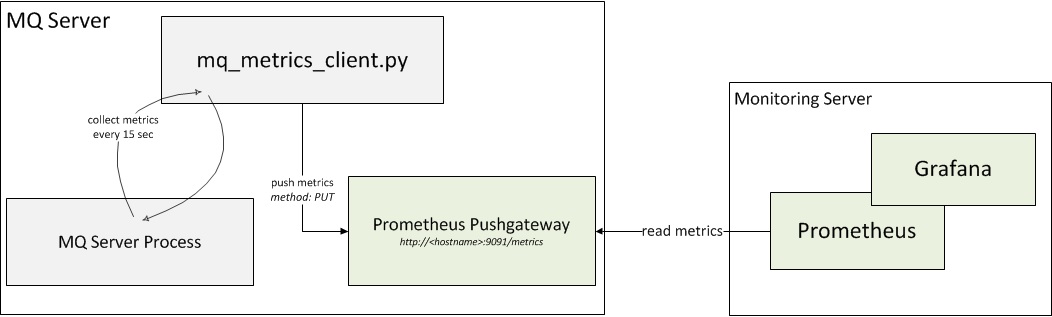 MQ Server
mq_metrics_client.py
collect metrics
every 15 sec
MQ Server Process
push metrics
method: PUT
Prometheus Pushgateway
http://<hostname>:9091/metrics
read metrics
Monitoring Server
Grafana
Prometheus